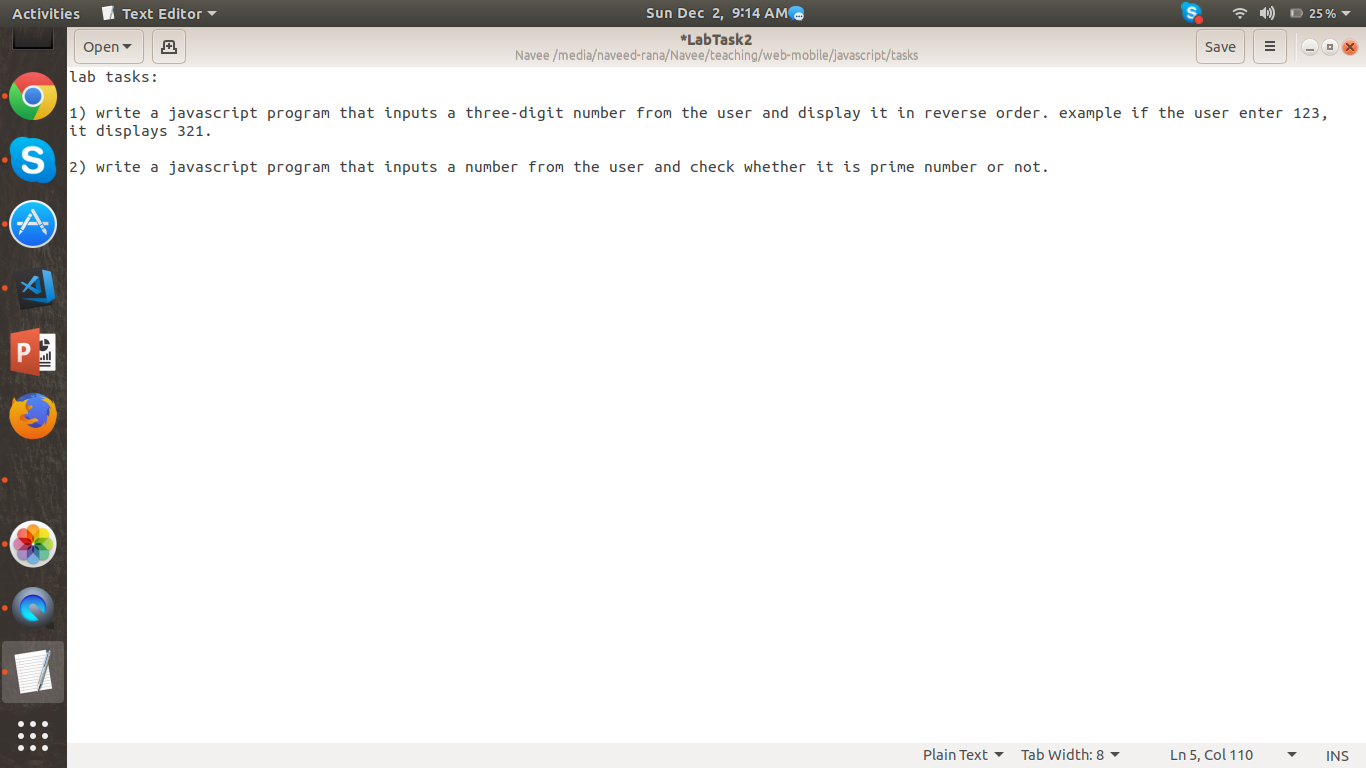 Activities Text Editor Sun Dec 2, 9:14 AM 25%
Open *LabTask2 Save
Navee /media/naveed-rana/Navee/teaching/web-mobile/javascript/tasks
lab tasks:
1) write a javascript program that inputs a three-digit number from the user and display it in reverse order. example if the user enter 123,
it displays 321.
2) write a javascript program that inputs a number from the user and check whether it is prime number or not.
S
P
Plain Text Tab Width: 8 Ln 5, Col 110 INS